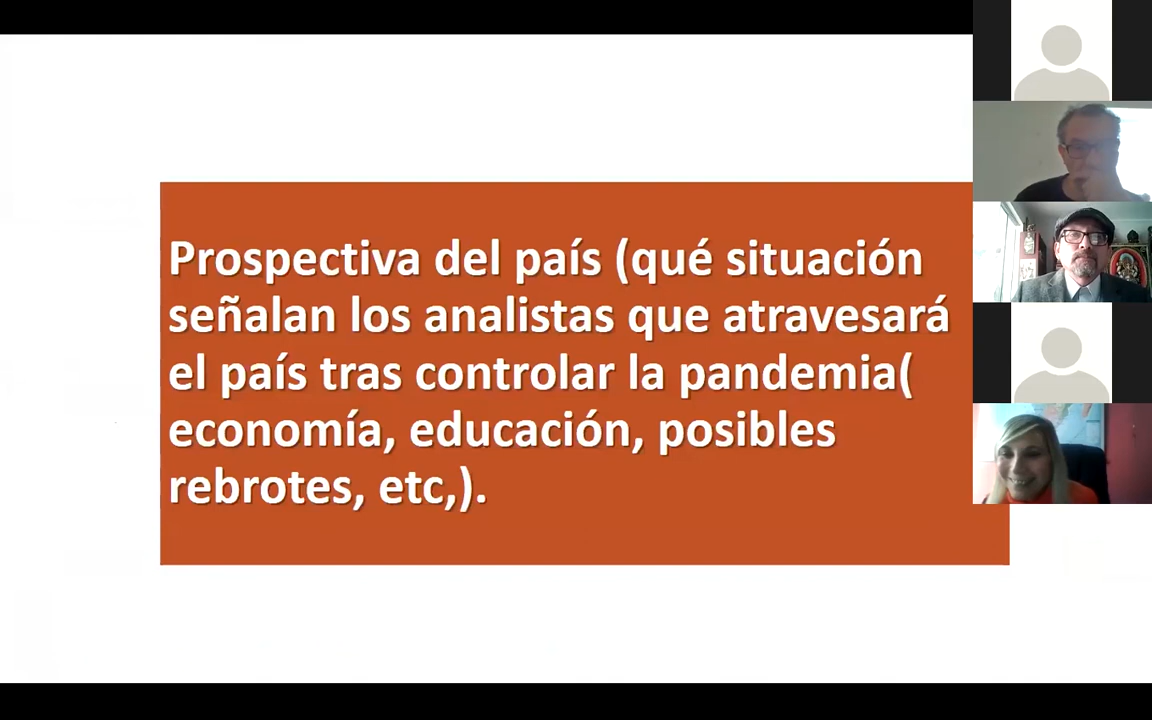 Prospectiva del país (qué situación
señalan los analistas que atravesará
el país tras controlar la pandemia(
economía, educación, posibles
rebrotes, etc,).